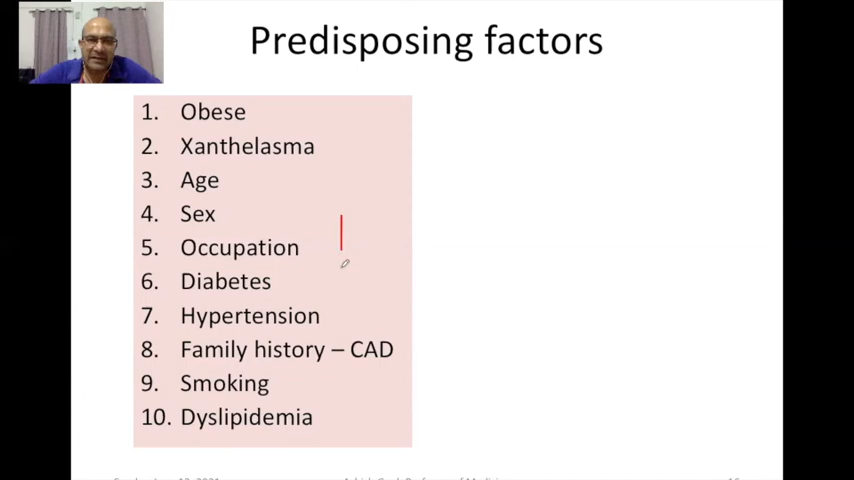 Predisposing factors
1. Obese
2. Xanthelasma
3. Age
4. Sex
5. Occupation
6. Diabetes
7. Hypertension
8. Family history – CAD
9. Smoking
10. Dyslipidemia